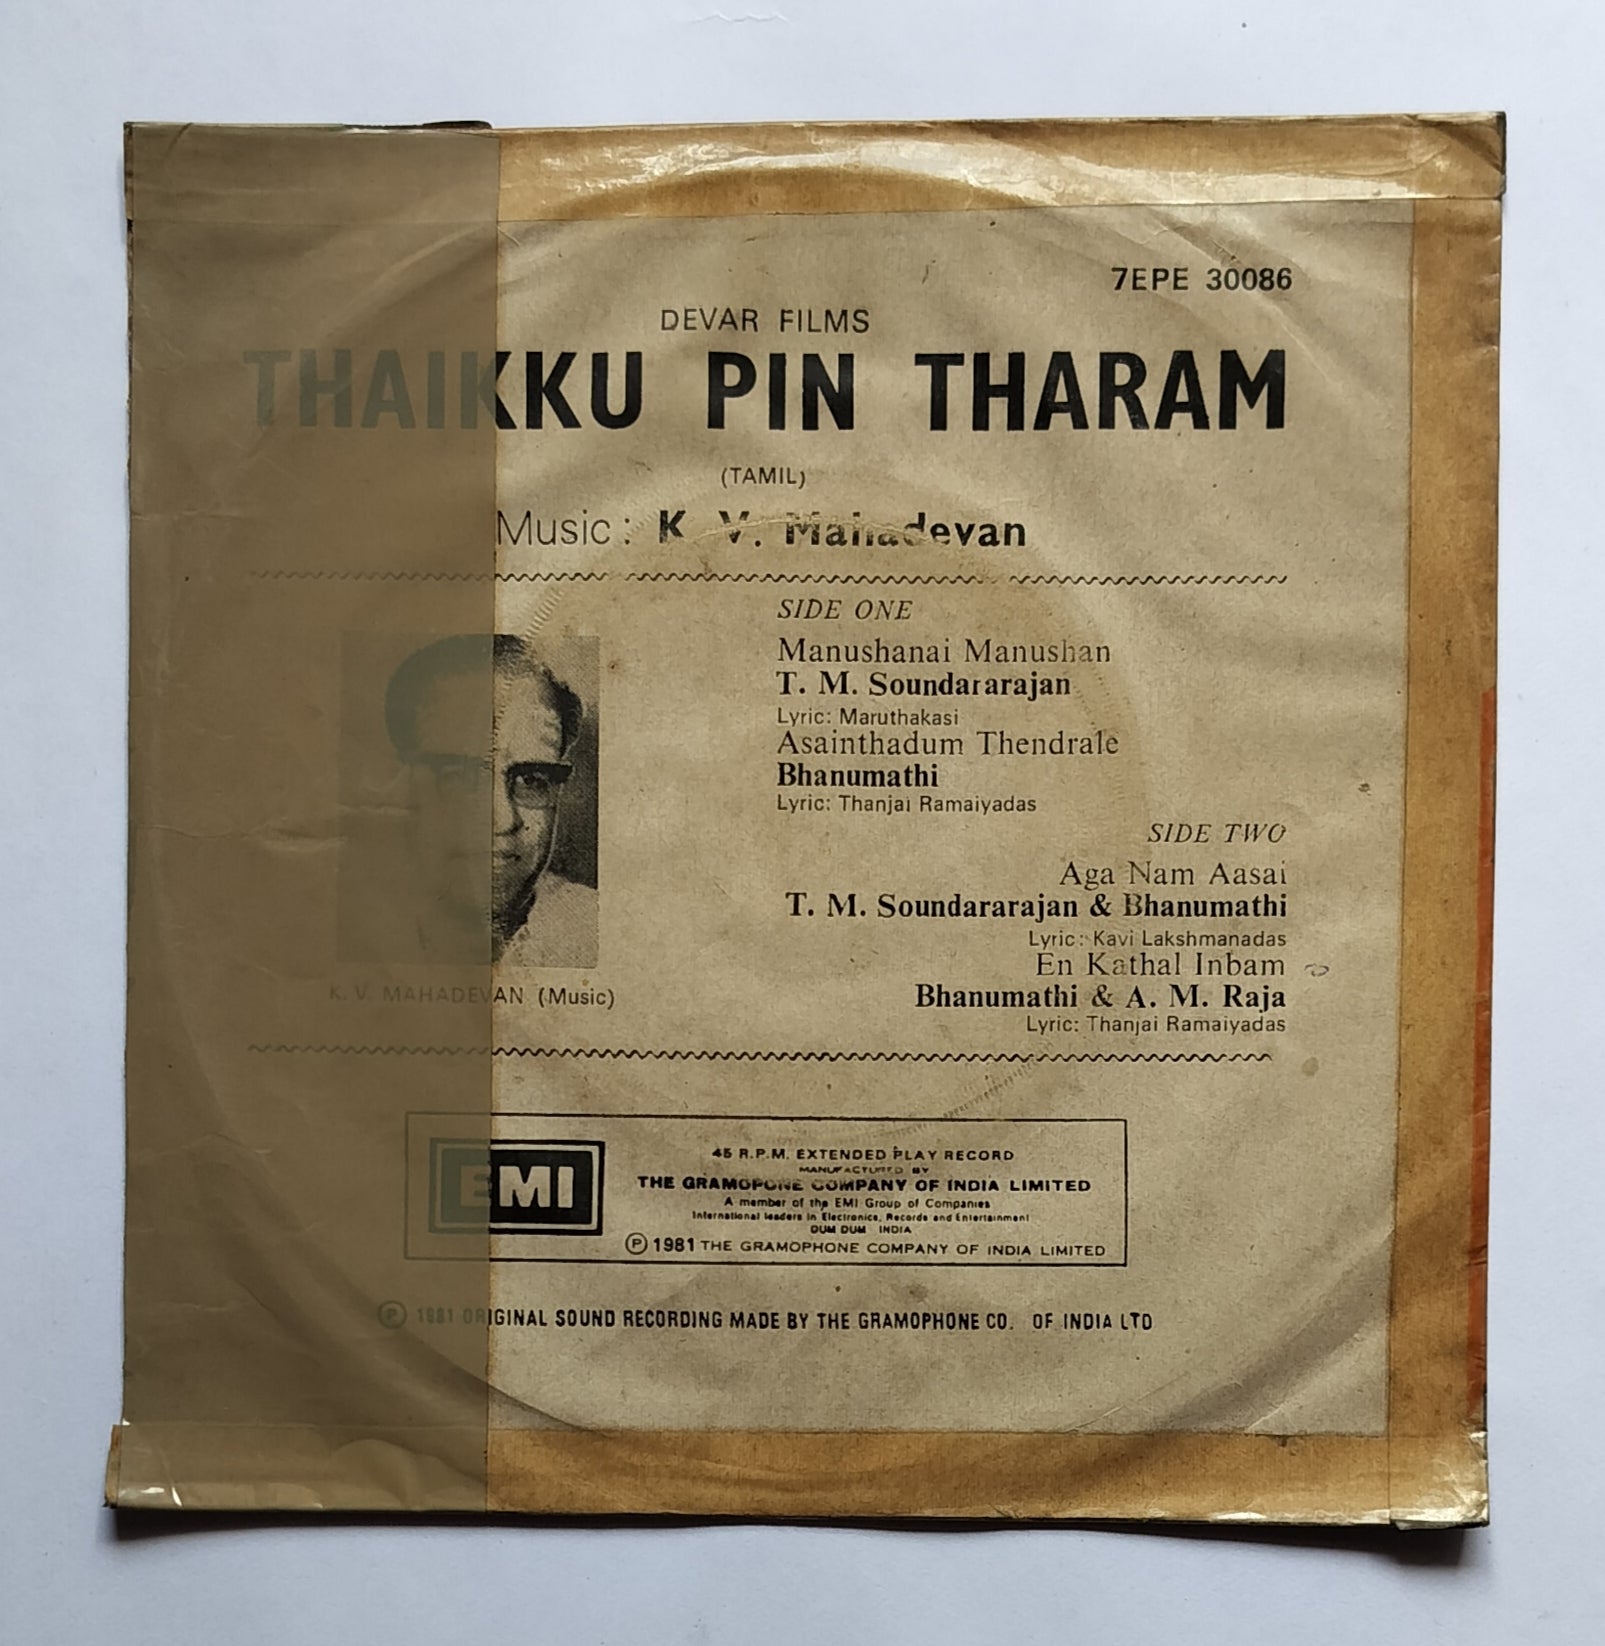 7EPE 30086
DEVAR FILMS
THAIKKU PIN THARAM
(TAMIL)
Music: K. V. Mahadevan
SIDE ONE
Manushanai Manushan
T. M. Soundararajan
Lyric: Maruthakasi
Asainthadum Thendrale
Bhanumathi
Lyric: Thanjai Ramaiyadas
SIDE TWO
Aga Nam Aasai
T. M. Soundararajan & Bhanumathi
Lyric: Kavi Lakshmanadas
En Kathal Inbam
Bhanumathi & A. M. Raja
Lyric: Thanjai Ramaiyadas
K. V. MAHADEVAN (Music)
EMI
45 R.P.M. EXTENDED PLAY RECORD
MANUFACTURED BY
THE GRAMOPONE COMPANY OF INDIA LIMITED
A member of the EMI Group of Companies
International leaders in Electronics, Records and Entertainment
DUM DUM INDIA
Ⓟ 1981 THE GRAMOPHONE COMPANY OF INDIA LIMITED
Ⓟ 1981 ORIGINAL SOUND RECORDING MADE BY THE GRAMOPHONE CO. OF INDIA LTD